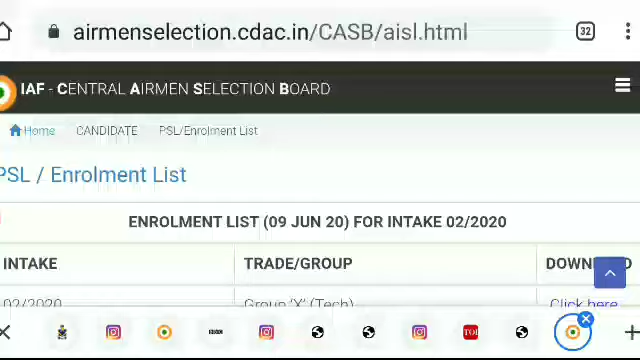 airmenselection.cdac.in/CASB/aisl.html
32
IAF - CENTRAL AIRMEN SELECTION BOARD
Home CANDIDATE PSL/Enrolment List
PSL / Enrolment List
ENROLMENT LIST (09 JUN 20) FOR INTAKE 02/2020
INTAKE TRADE/GROUP
02/2020 Group 'X' (Tech) Click here
TOI